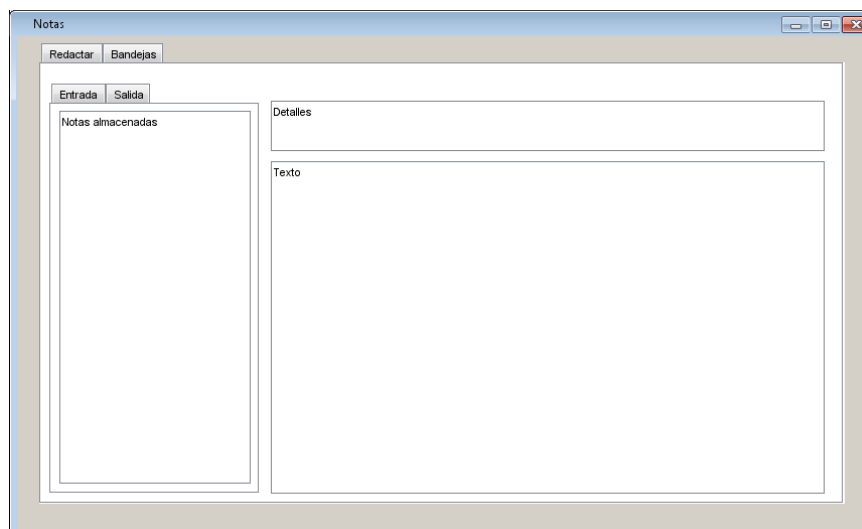 Notas
Redactar Bandejas
Entrada Salida
Notas almacenadas
Detalles
Texto